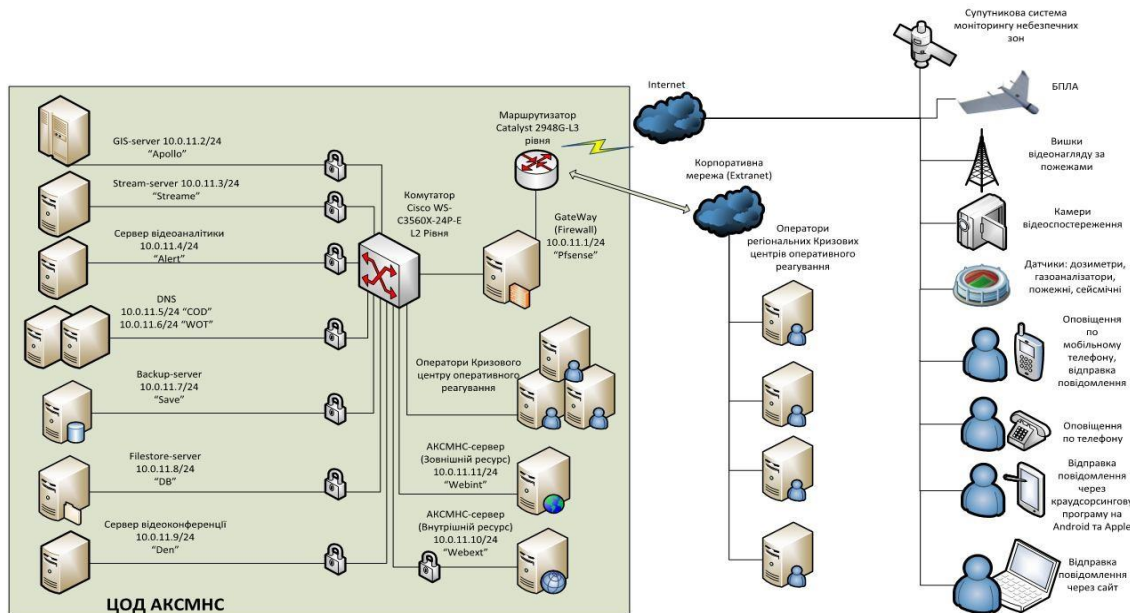 GIS-server 10.0.11.2/24
“Apollo”
Stream-server 10.0.11.3/24
“Streame”
Сервер відеоаналітики
10.0.11.4/24
“Alert”
DNS
10.0.11.5/24 “COD”
10.0.11.6/24 “WOT”
Backup-server
10.0.11.7/24
“Save”
Filestore-server
10.0.11.8/24
“DB”
Сервер відеоконференції
10.0.11.9/24
“Den”
ЦОД АКСМНС
Комутатор
Cisco WS-
C3560X-24P-E
L2 Рівня
Маршрутизатор
Catalyst 2948G-L3
рівня
GateWay
(Firewall)
10.0.11.1/24
“Pfsense”
Оператори Кризового
центру оперативного
реагування
АКСМНС-сервер
(Зовнішній ресурс)
10.0.11.11/24
“Webint”
АКСМНС-сервер
(Внутрішній ресурс)
10.0.11.10/24
“Webext”
Internet
Корпоративна
мережа (Extranet)
Оператори
регіональних Кризових
центрів оперативного
реагування
Супутникова система
моніторингу небезпечних
зон
БПЛА
Вишки
відеонагляду за
пожежами
Камери
відеоспостереження
Датчики: дозиметри,
газоаналізатори,
пожежні, сейсмічні
Оповіщення
по
мобільному
телефону,
відправка
повідомлення
Оповіщення
по телефону
Відправка
повідомлення
через
краудсорсингову
програму на
Android та Apple
Відправка
повідомлення
через сайт